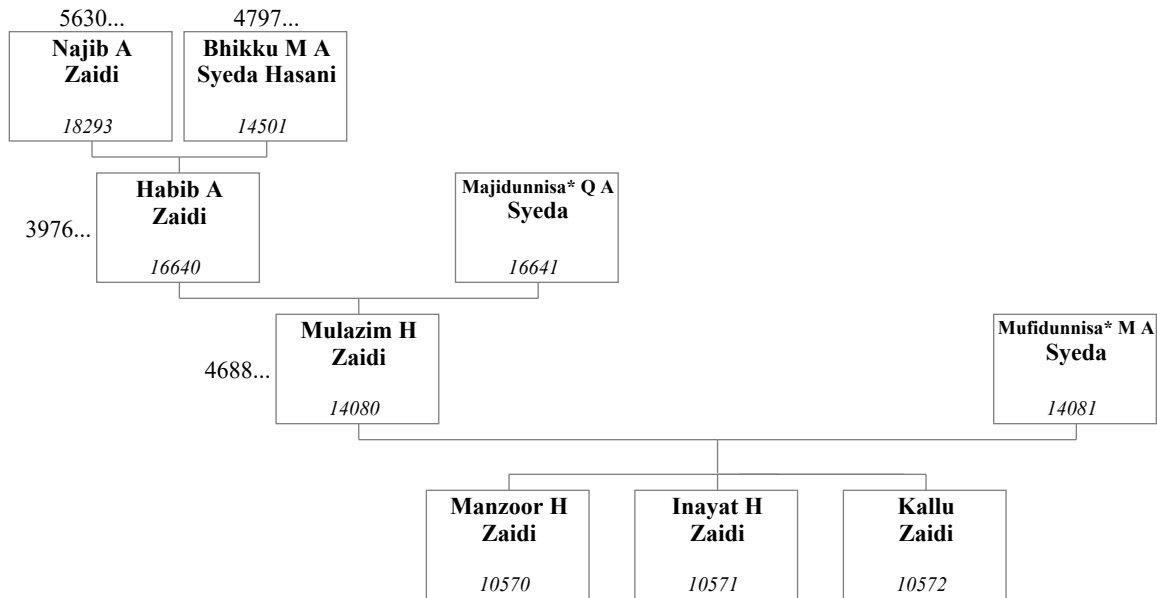 5630...
4797...
Najib A
Zaidi
18293
Bhikku M A
Syeda Hasani
14501
3976...
Habib A
Zaidi
16640
Majidunnisa* Q A
Syeda
16641
4688...
Mulazim H
Zaidi
14080
Mufidunnisa* M A
Syeda
14081
Manzoor H
Zaidi
10570
Inayat H
Zaidi
10571
Kallu
Zaidi
10572